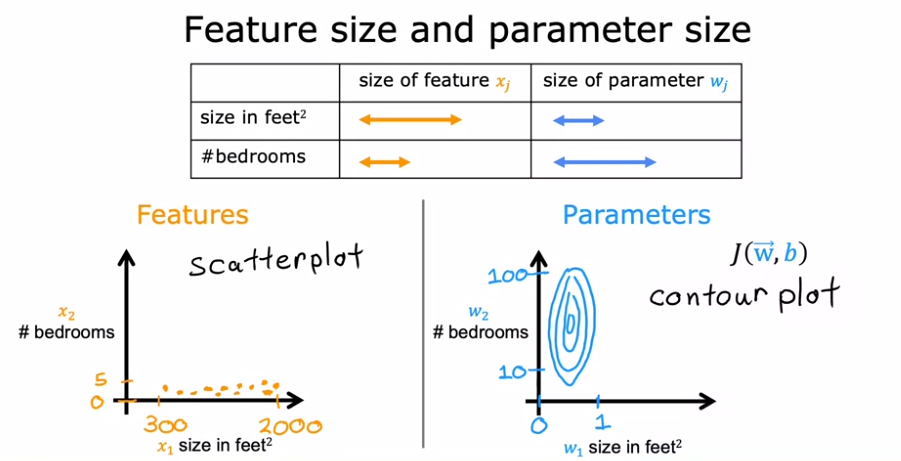 Feature size and parameter size
size of feature xⱼ size of parameter wⱼ
size in feet²
#bedrooms
Features
scatterplot
x₂
# bedrooms
5
0
300 2000
x₁ size in feet²
Parameters
J(w⃗, b)
contour plot
100
w₂
# bedrooms
10
0 1
w₁ size in feet²